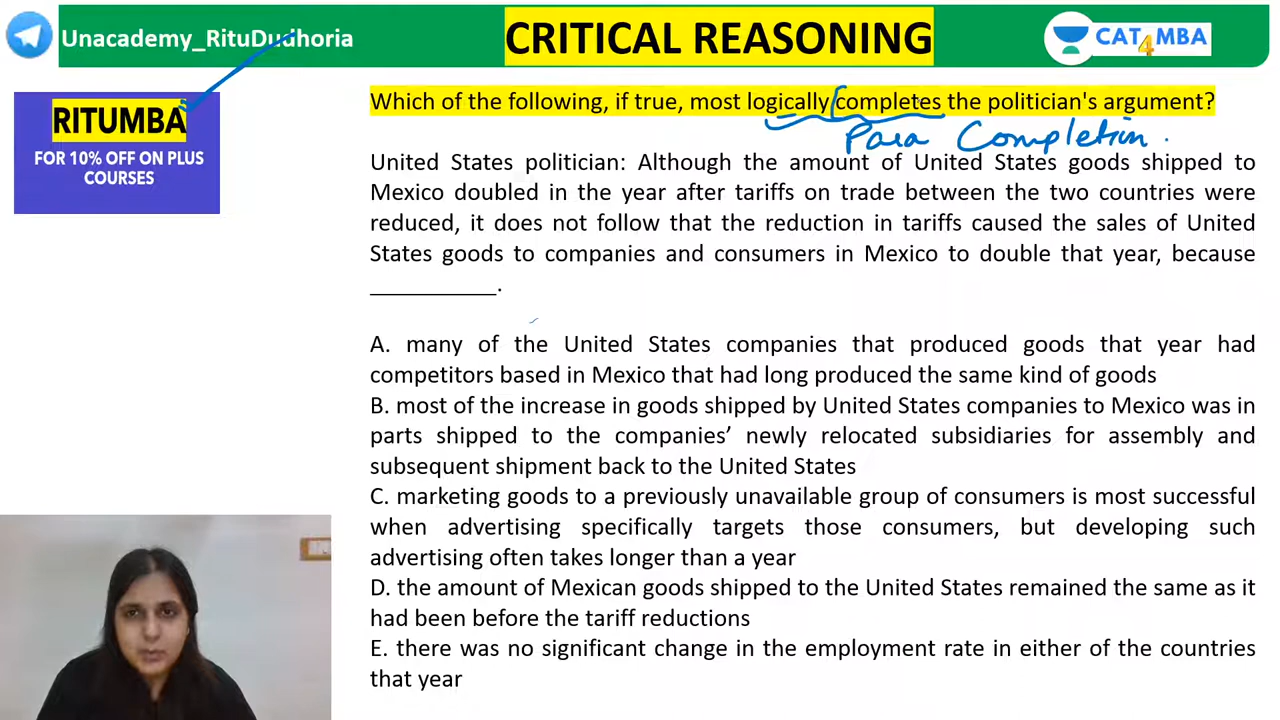 Unacademy_RituDudhoria
CRITICAL REASONING
CAT4MBA
RITUMBA
FOR 10% OFF ON PLUS
COURSES
Which of the following, if true, most logically completes the politician's argument?
Para Completion.
United States politician: Although the amount of United States goods shipped to
Mexico doubled in the year after tariffs on trade between the two countries were
reduced, it does not follow that the reduction in tariffs caused the sales of United
States goods to companies and consumers in Mexico to double that year, because
__________.
A. many of the United States companies that produced goods that year had
competitors based in Mexico that had long produced the same kind of goods
B. most of the increase in goods shipped by United States companies to Mexico was in
parts shipped to the companies’ newly relocated subsidiaries for assembly and
subsequent shipment back to the United States
C. marketing goods to a previously unavailable group of consumers is most successful
when advertising specifically targets those consumers, but developing such
advertising often takes longer than a year
D. the amount of Mexican goods shipped to the United States remained the same as it
had been before the tariff reductions
E. there was no significant change in the employment rate in either of the countries
that year